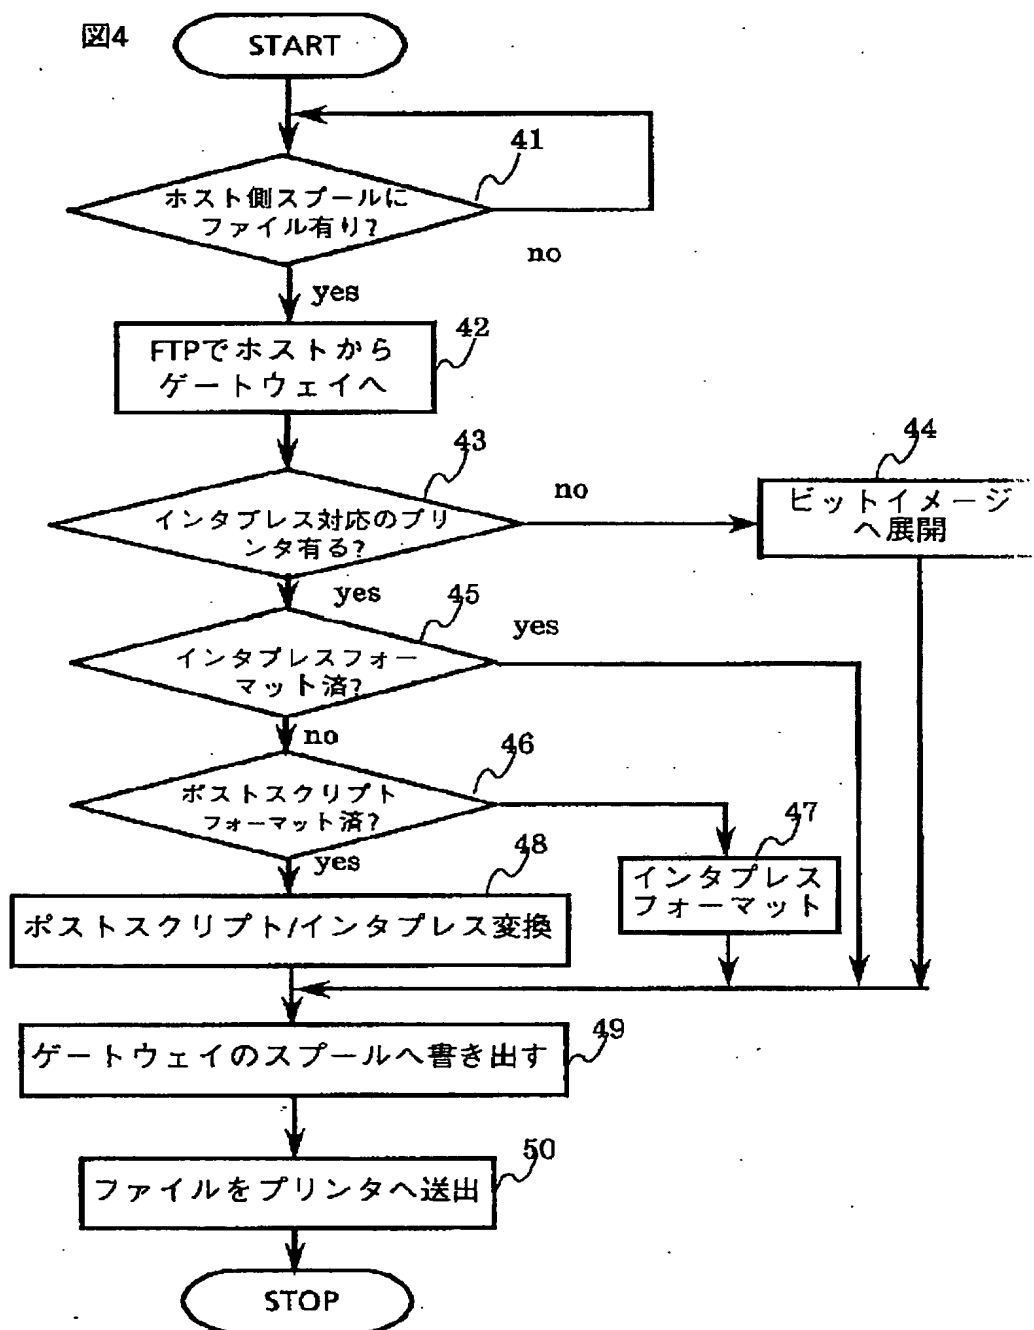 図4
START
41
ホスト側スプールに
ファイル有り?
no
yes
42
FTPでホストから
ゲートウェイへ
43
インタプレス対応のプリ
ンタ有る?
no
44
ビットイメージ
へ展開
yes
45
インタプレスフォー
マット済?
yes
no
46
ポストスクリプト
フォーマット済?
47
インタプレス
フォーマット
yes
48
ポストスクリプト/インタプレス変換
49
ゲートウェイのスプールへ書き出す
50
ファイルをプリンタへ送出
STOP